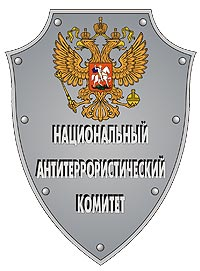 НАЦИОНАЛЬНЫЙ
АНТИТЕРРОРИСТИЧЕСКИЙ
КОМИТЕТ